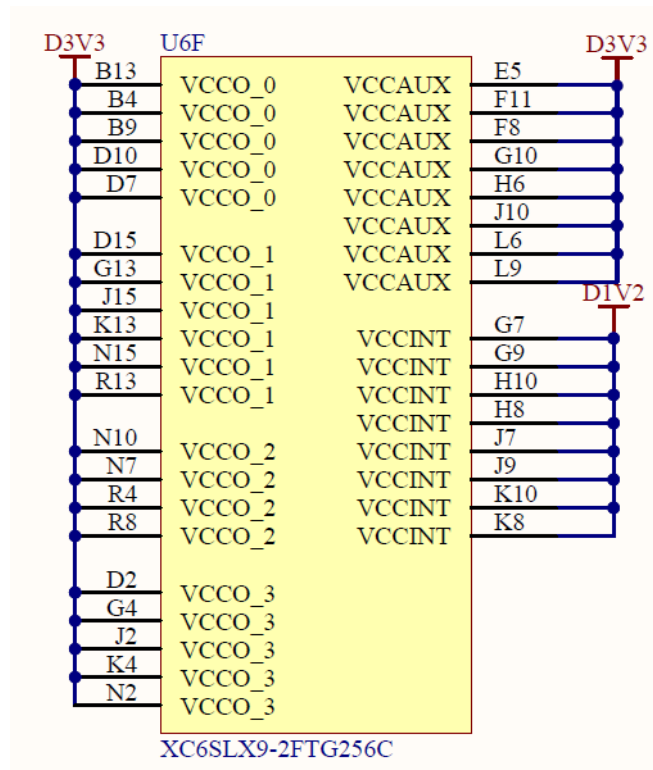 D3V3 U6F D3V3
B13 VCCO_0 VCCAUX E5
B4 VCCO_0 VCCAUX F11
B9 VCCO_0 VCCAUX F8
D10 VCCO_0 VCCAUX G10
D7 VCCO_0 VCCAUX H6
VCCAUX J10
D15 VCCO_1 VCCAUX L6
G13 VCCO_1 VCCAUX L9
J15 VCCO_1 D1V2
K13 VCCO_1 VCCINT G7
N15 VCCO_1 VCCINT G9
R13 VCCO_1 VCCINT H10
VCCINT H8
N10 VCCO_2 VCCINT J7
N7 VCCO_2 VCCINT J9
R4 VCCO_2 VCCINT K10
R8 VCCO_2 VCCINT K8
D2 VCCO_3
G4 VCCO_3
J2 VCCO_3
K4 VCCO_3
N2 VCCO_3
XC6SLX9-2FTG256C